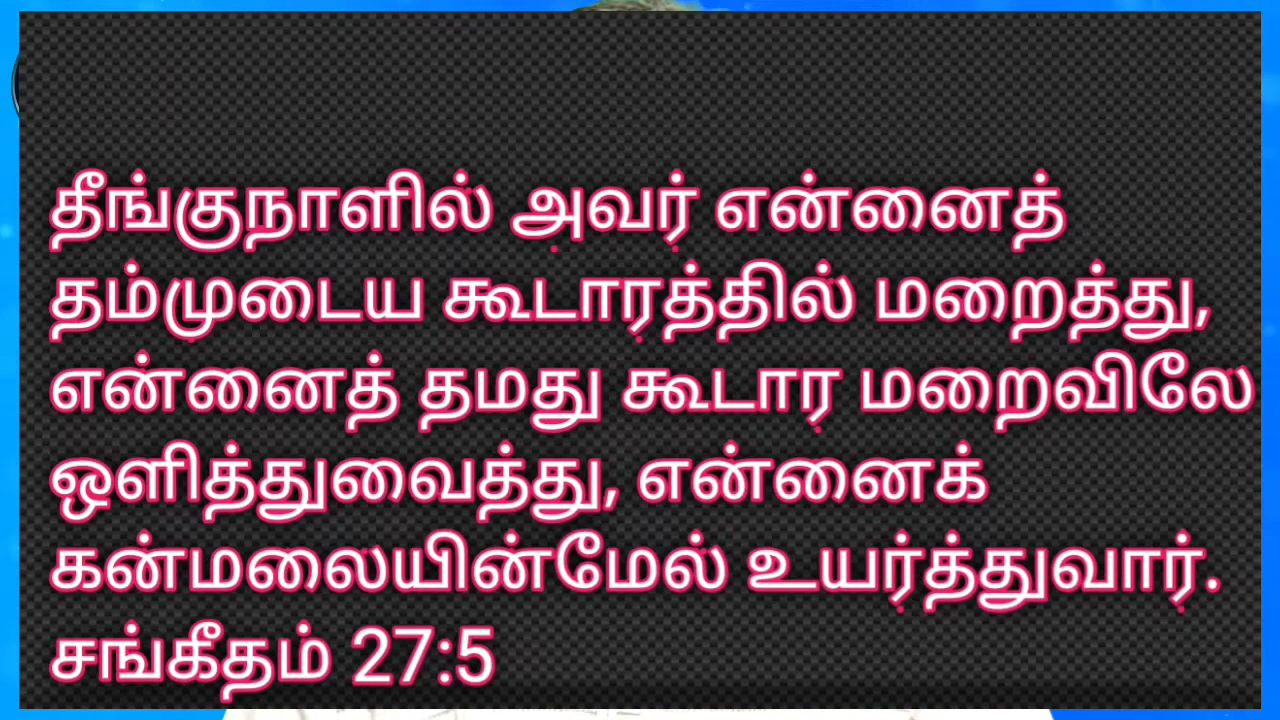 தீங்குநாளில் அவர் என்னைத்
தம்முடைய கூடாரத்தில் மறைத்து,
என்னைத் தமது கூடார மறைவிலே
ஒளித்துவைத்து, என்னைக்
கன்மலையின்மேல் உயர்த்துவார்.
சங்கீதம் 27:5